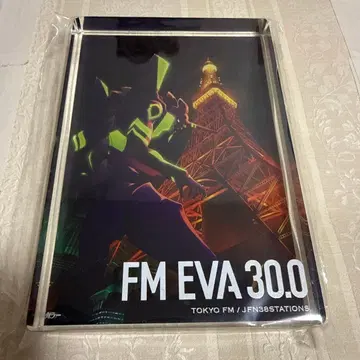 FM EVA 30.0
TOKYO FM / JFN38STATIONS